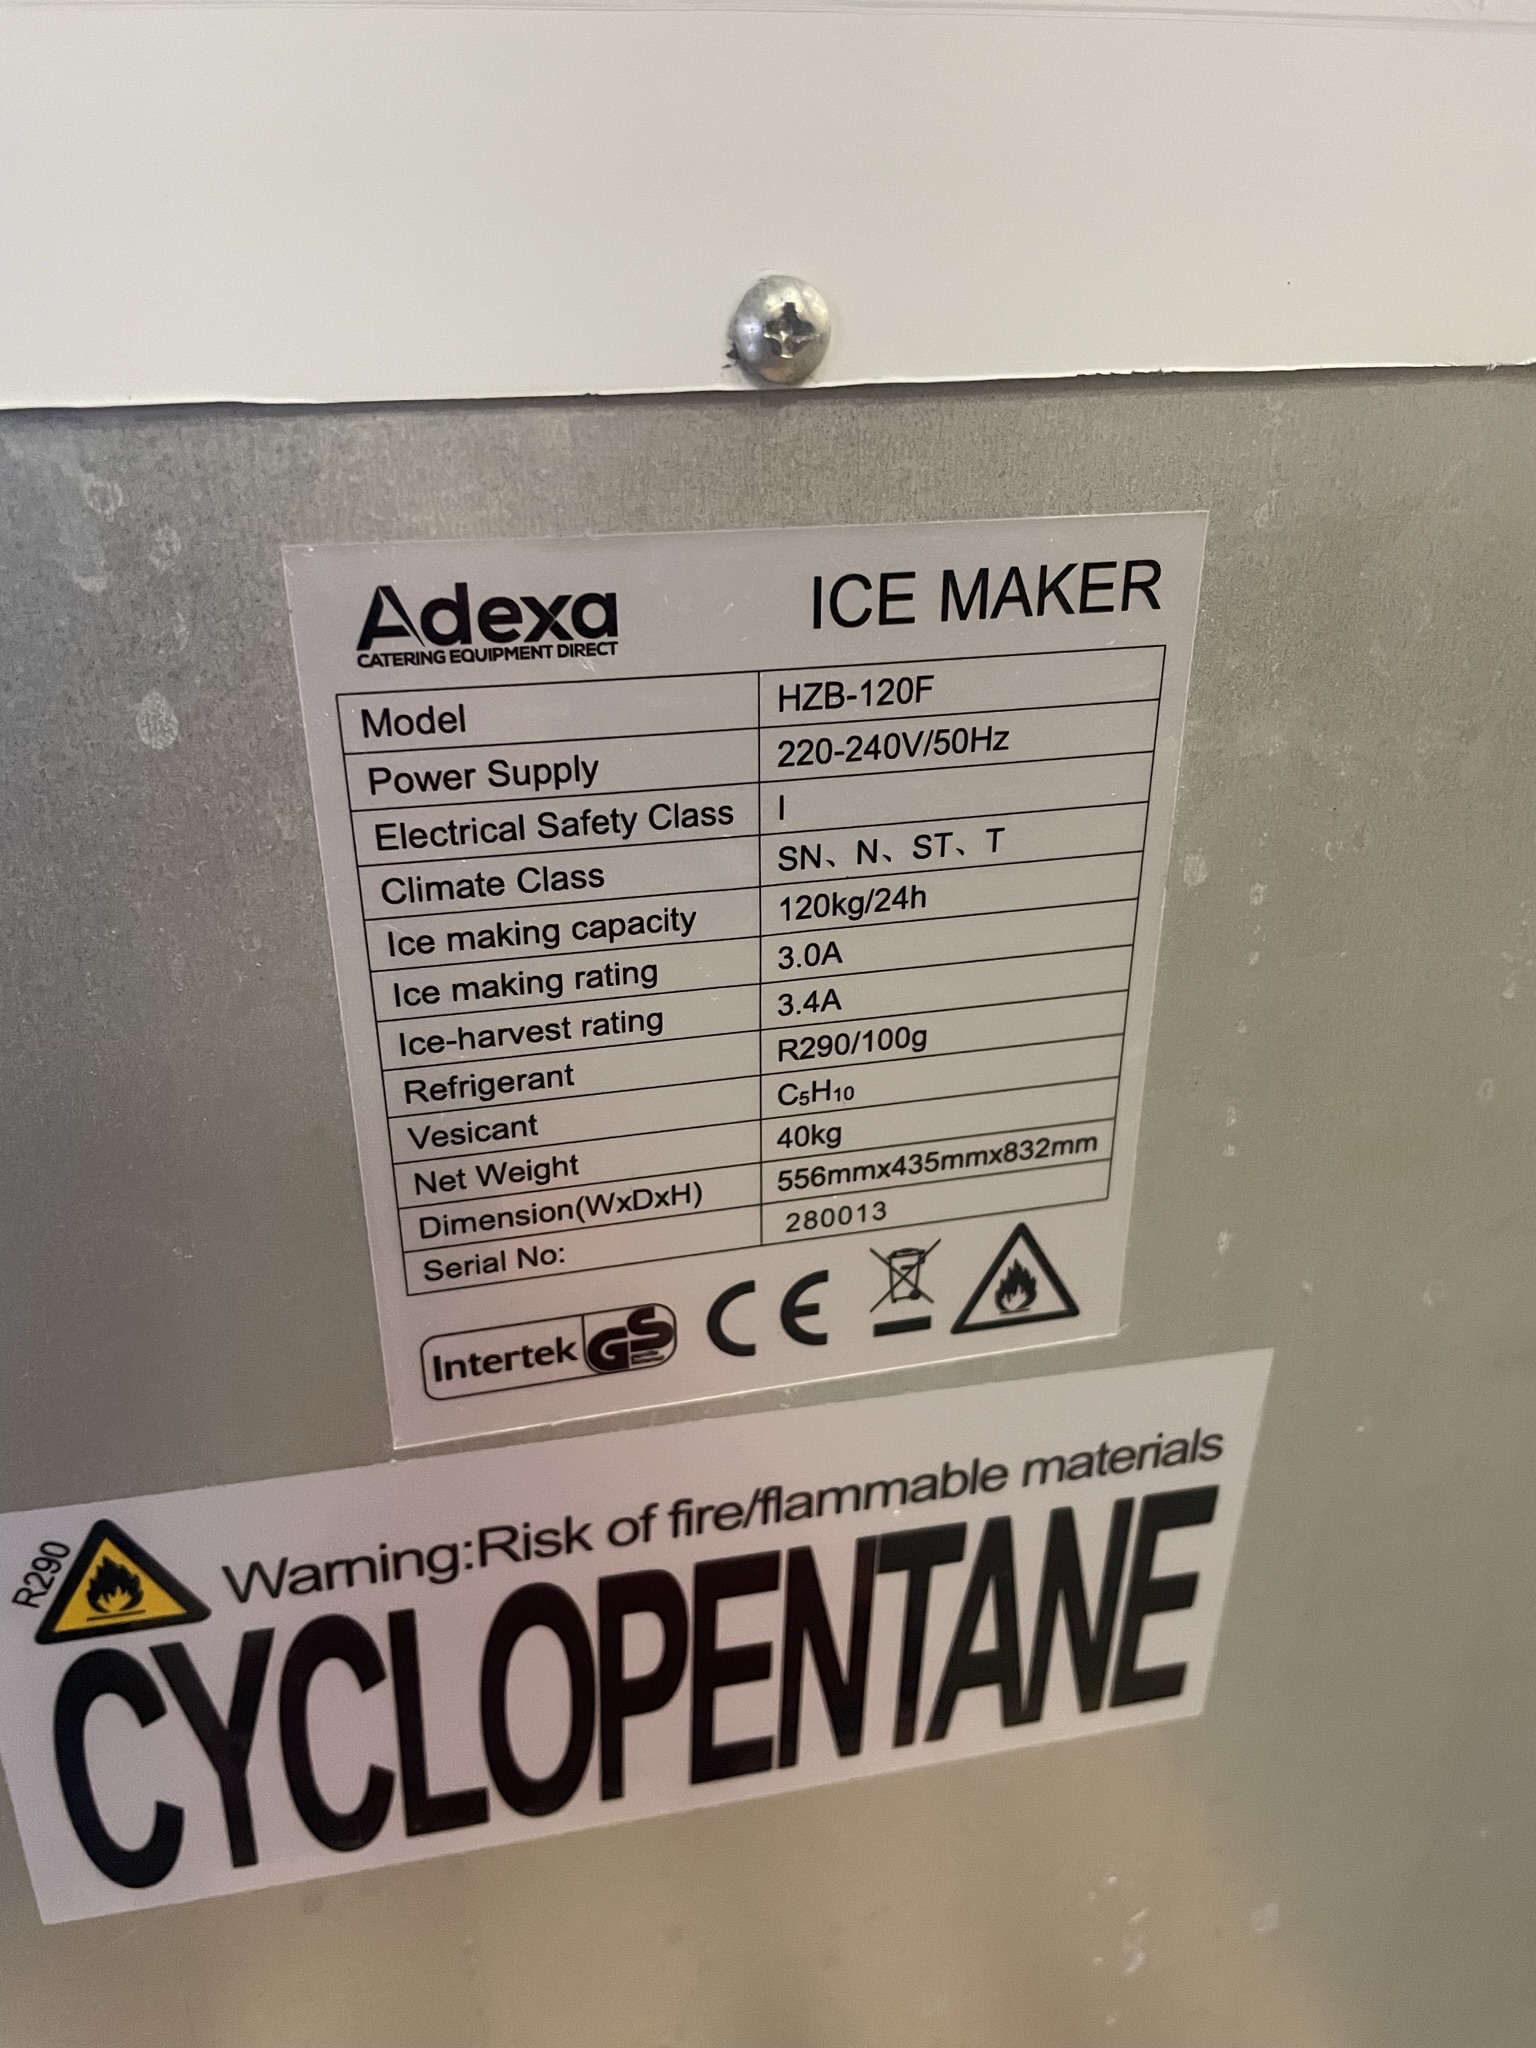 Adexa
CATERING EQUIPMENT DIRECT
ICE MAKER
Model HZB-120F
Power Supply 220-240V/50Hz
Electrical Safety Class I
Climate Class SN、N、ST、T
Ice making capacity 120kg/24h
Ice making rating 3.0A
Ice-harvest rating 3.4A
Refrigerant R290/100g
Vesicant C₅H₁₀
Net Weight 40kg
Dimension(WxDxH) 556mmx435mmx832mm
Serial No: 280013
Intertek GS CE
R290
Warning:Risk of fire/flammable materials
CYCLOPENTANE